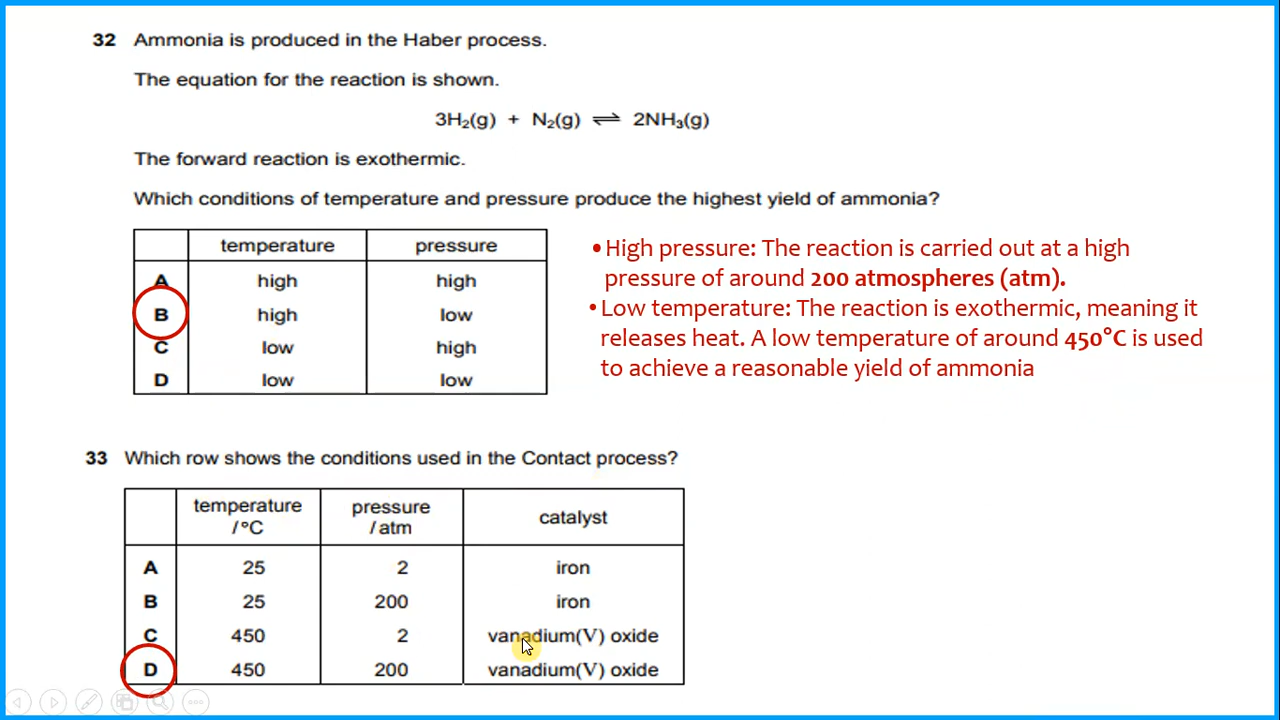 32 Ammonia is produced in the Haber process.
The equation for the reaction is shown.
3H₂(g) + N₂(g) ⇌ 2NH₃(g)
The forward reaction is exothermic.
Which conditions of temperature and pressure produce the highest yield of ammonia?
temperature pressure
A high high
B high low
C low high
D low low
•High pressure: The reaction is carried out at a high
pressure of around 200 atmospheres (atm).
•Low temperature: The reaction is exothermic, meaning it
releases heat. A low temperature of around 450°C is used
to achieve a reasonable yield of ammonia
33 Which row shows the conditions used in the Contact process?
temperature pressure catalyst
/°C /atm
A 25 2 iron
B 25 200 iron
C 450 2 vanadium(V) oxide
D 450 200 vanadium(V) oxide